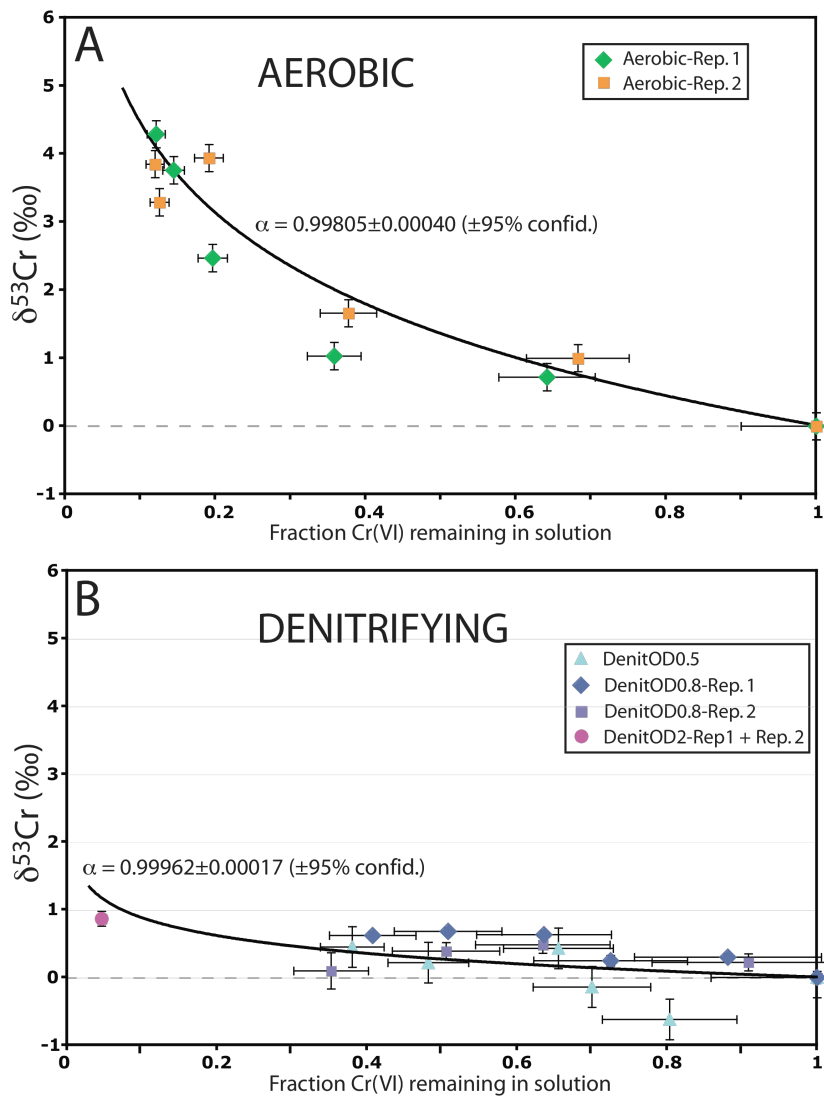 A
AEROBIC
Aerobic-Rep. 1
Aerobic-Rep. 2
α = 0.99805±0.00040 (±95% confid.)
δ⁵³Cr (‰)
6
5
4
3
2
1
0
-1
0 0.2 0.4 0.6 0.8 1
Fraction Cr(VI) remaining in solution
B
DENITRIFYING
DenitOD0.5
DenitOD0.8-Rep. 1
DenitOD0.8-Rep. 2
DenitOD2-Rep1 + Rep. 2
α = 0.99962±0.00017 (±95% confid.)
δ⁵³Cr (‰)
6
5
4
3
2
1
0
-1
0 0.2 0.4 0.6 0.8 1
Fraction Cr(VI) remaining in solution